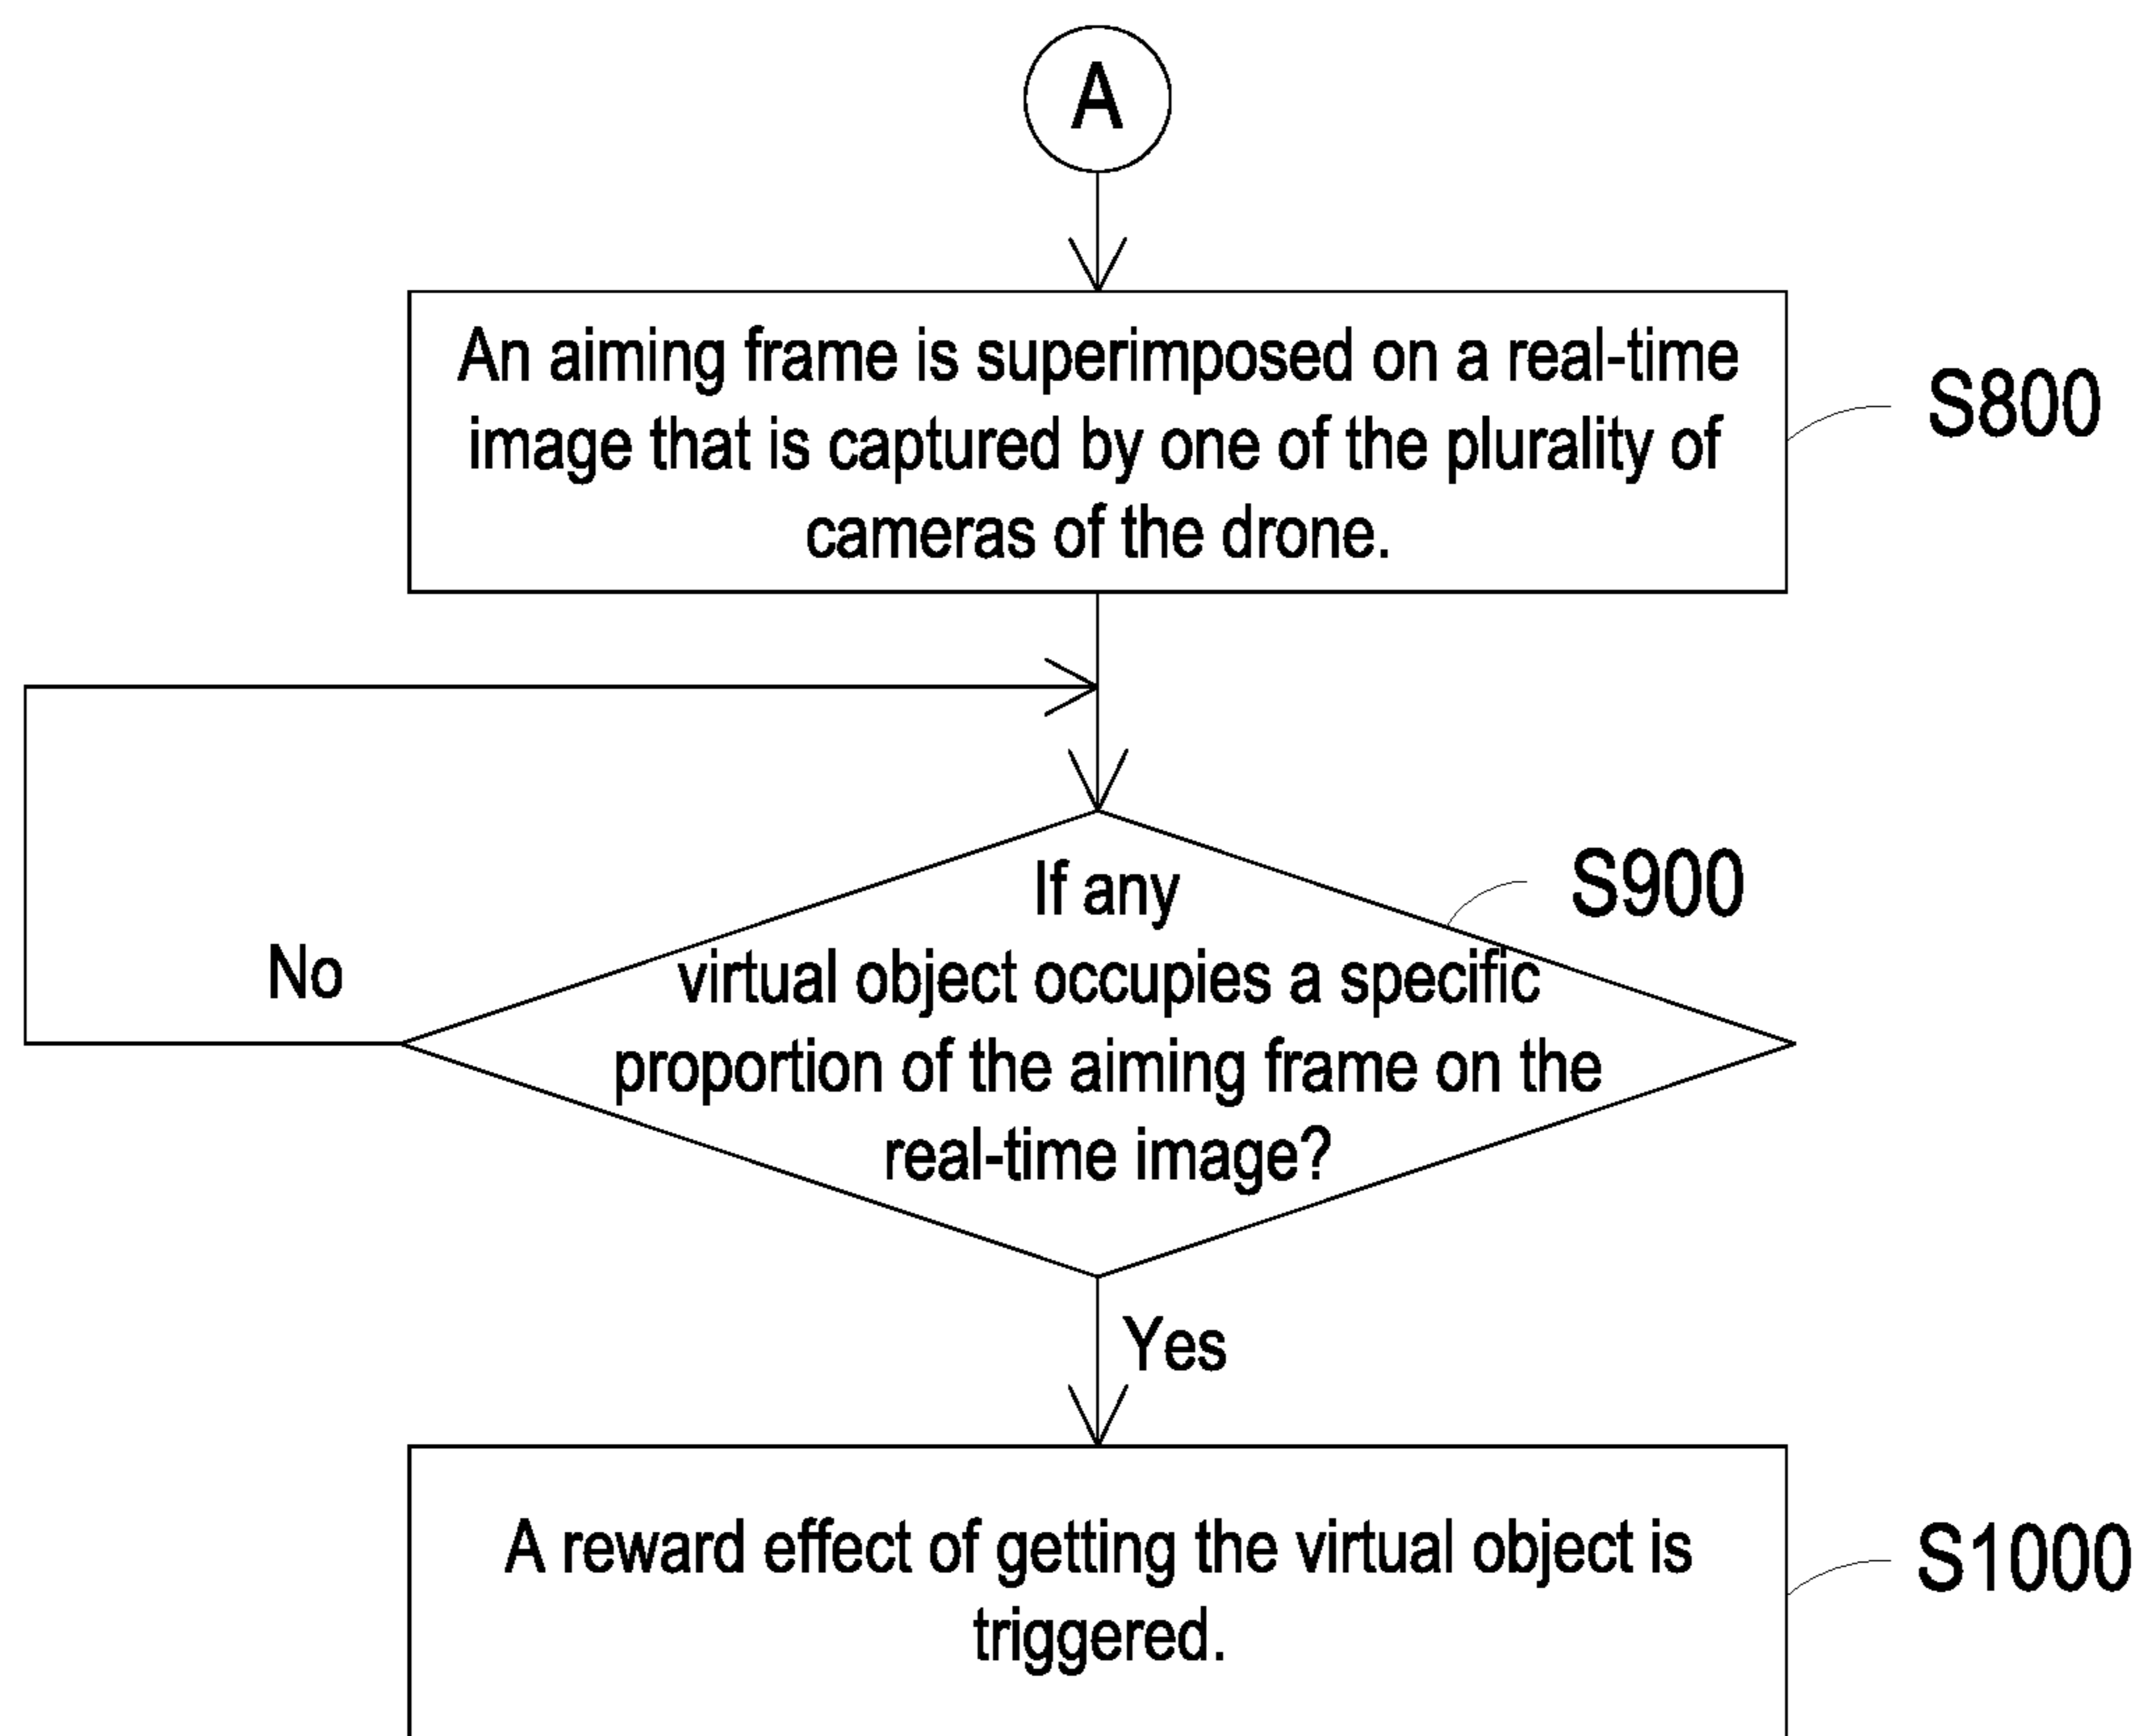 A
An aiming frame is superimposed on a real-time
image that is captured by one of the plurality of
cameras of the drone.
S800
If any
virtual object occupies a specific
proportion of the aiming frame on the
real-time image?
S900
No
Yes
A reward effect of getting the virtual object is
triggered.
S1000